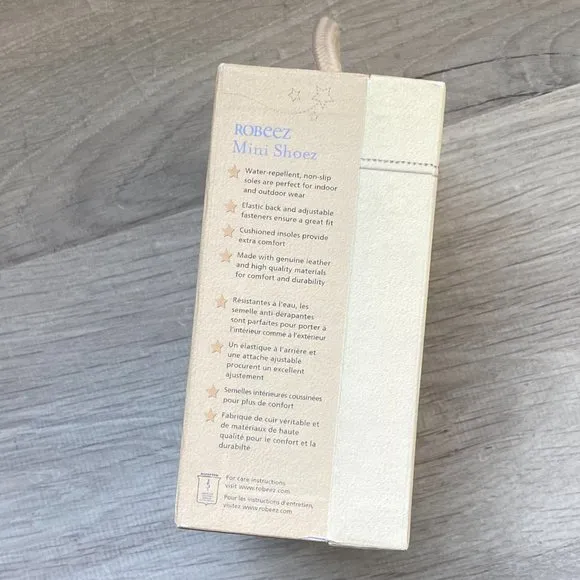 ROBeez
Mini Shoez
Water-repellent, non-slip
soles are perfect for indoor
and outdoor wear
Elastic back and adjustable
fasteners ensure a great fit
Cushioned insoles provide
extra comfort
Made with genuine leather
and high quality materials
for comfort and durability
Résistantes à l'eau, les
semelle anti-dérapantes
sont parfaites pour porter à
l'intérieur comme à l'extérieur
Un élastique à l'arrière et
une attache ajustable
procurent un excellent
ajustement
Semelles intérieures coussinées
pour plus de confort
Fabrique de cuir véritable et
de matériaux de haute
qualité pour le confort et la
durabilte
For care instructions
visit www.robeez.com
Pour les instructions d'entretien,
visitez www.robeez.com